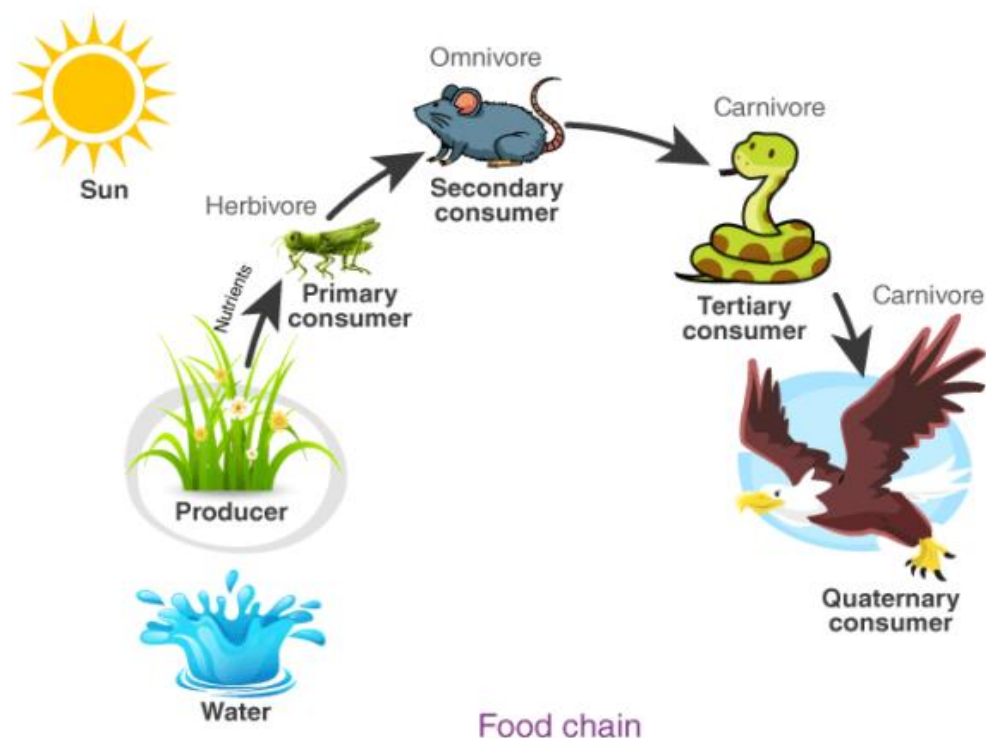 Sun
Omnivore
Secondary
consumer
Carnivore
Herbivore
Nutrients
Primary
consumer
Tertiary
consumer
Carnivore
Producer
Quaternary
consumer
Water
Food chain